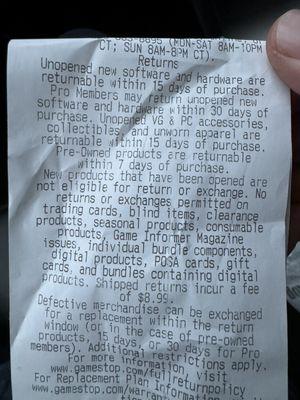 -8895 (MON-SAT 8AM-10PM
CT; SUN 8AM-8PM CT).
Returns
Unopened new software and hardware are
returnable within 15 days of purchase.
Pro Members may return unopened new
software and hardware within 30 days of
purchase. Unopened VG & PC accessories,
collectibles and unworn apparel are
returnable within 15 days of purchase.
Pre-Owned products are returnable
within 7 days of purchase.
New products that have been opened are
not eligible for return or exchange. No
returns or exchanges permitted on
trading cards, blind items, clearance
products, seasonal products, consumable
products, Game Informer Magazine
issues, individual bundle components,
digital products, POSA cards, gift
cards, and bundles containing digital
products. Shipped returns incur a fee
of $8.99.
Defective merchandise can be exchanged
for a replacement within the return
window (or in the case of pre-owned
products, 15 days, or 30 days for Pro
members). Additional restrictions apply.
For more information, visit
www.gamestop.com/fullreturnpolicy
For Replacement Plan information, visit
www.gamestop.com/warran